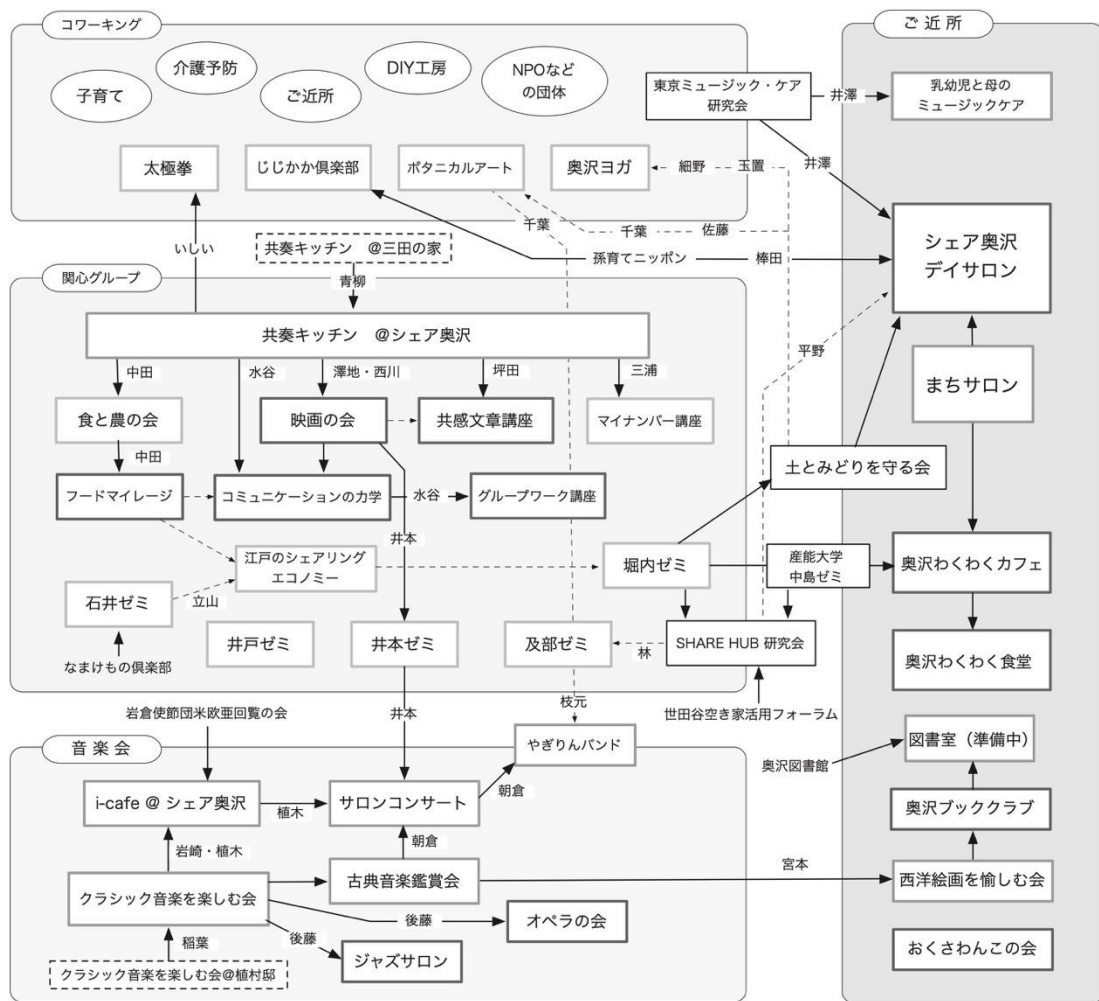 コワーキング
子育て
介護予防
ご近所
DIY工房
NPOなど
の団体
太極拳
じじかか倶楽部
ボタニカルアート
奥沢ヨガ
細野
玉置
千葉
千葉
佐藤
いしい
共奏キッチン @三田の家
青柳
孫育てニッポン
棒田
東京ミュージック・ケア
研究会
井澤
井澤
ご近所
乳幼児と母の
ミュージックケア
シェア奥沢
デイサロン
平野
まちサロン
土とみどりを守る会
産能大学
中島ゼミ
奥沢わくわくカフェ
奥沢わくわく食堂
関心グループ
共奏キッチン @シェア奥沢
中田
水谷
澤地・西川
坪田
三浦
食と農の会
映画の会
共感文章講座
マイナンバー講座
中田
フードマイレージ
コミュニケーションの力学
水谷
グループワーク講座
井本
江戸のシェアリング
エコノミー
堀内ゼミ
石井ゼミ
立山
なまけもの倶楽部
井戸ゼミ
井本ゼミ
及部ゼミ
林
SHARE HUB 研究会
世田谷空き家活用フォーラム
枝元
井本
岩倉使節団米欧亜回覧の会
音楽会
やぎりんバンド
i-cafe @ シェア奥沢
植木
サロンコンサート
朝倉
朝倉
岩崎・植木
クラシック音楽を楽しむ会
古典音楽鑑賞会
宮本
後藤
オペラの会
後藤
ジャズサロン
稲葉
クラシック音楽を楽しむ会@植村邸
奥沢図書館
図書室（準備中）
奥沢ブッククラブ
西洋絵画を愉しむ会
おくさわんこの会